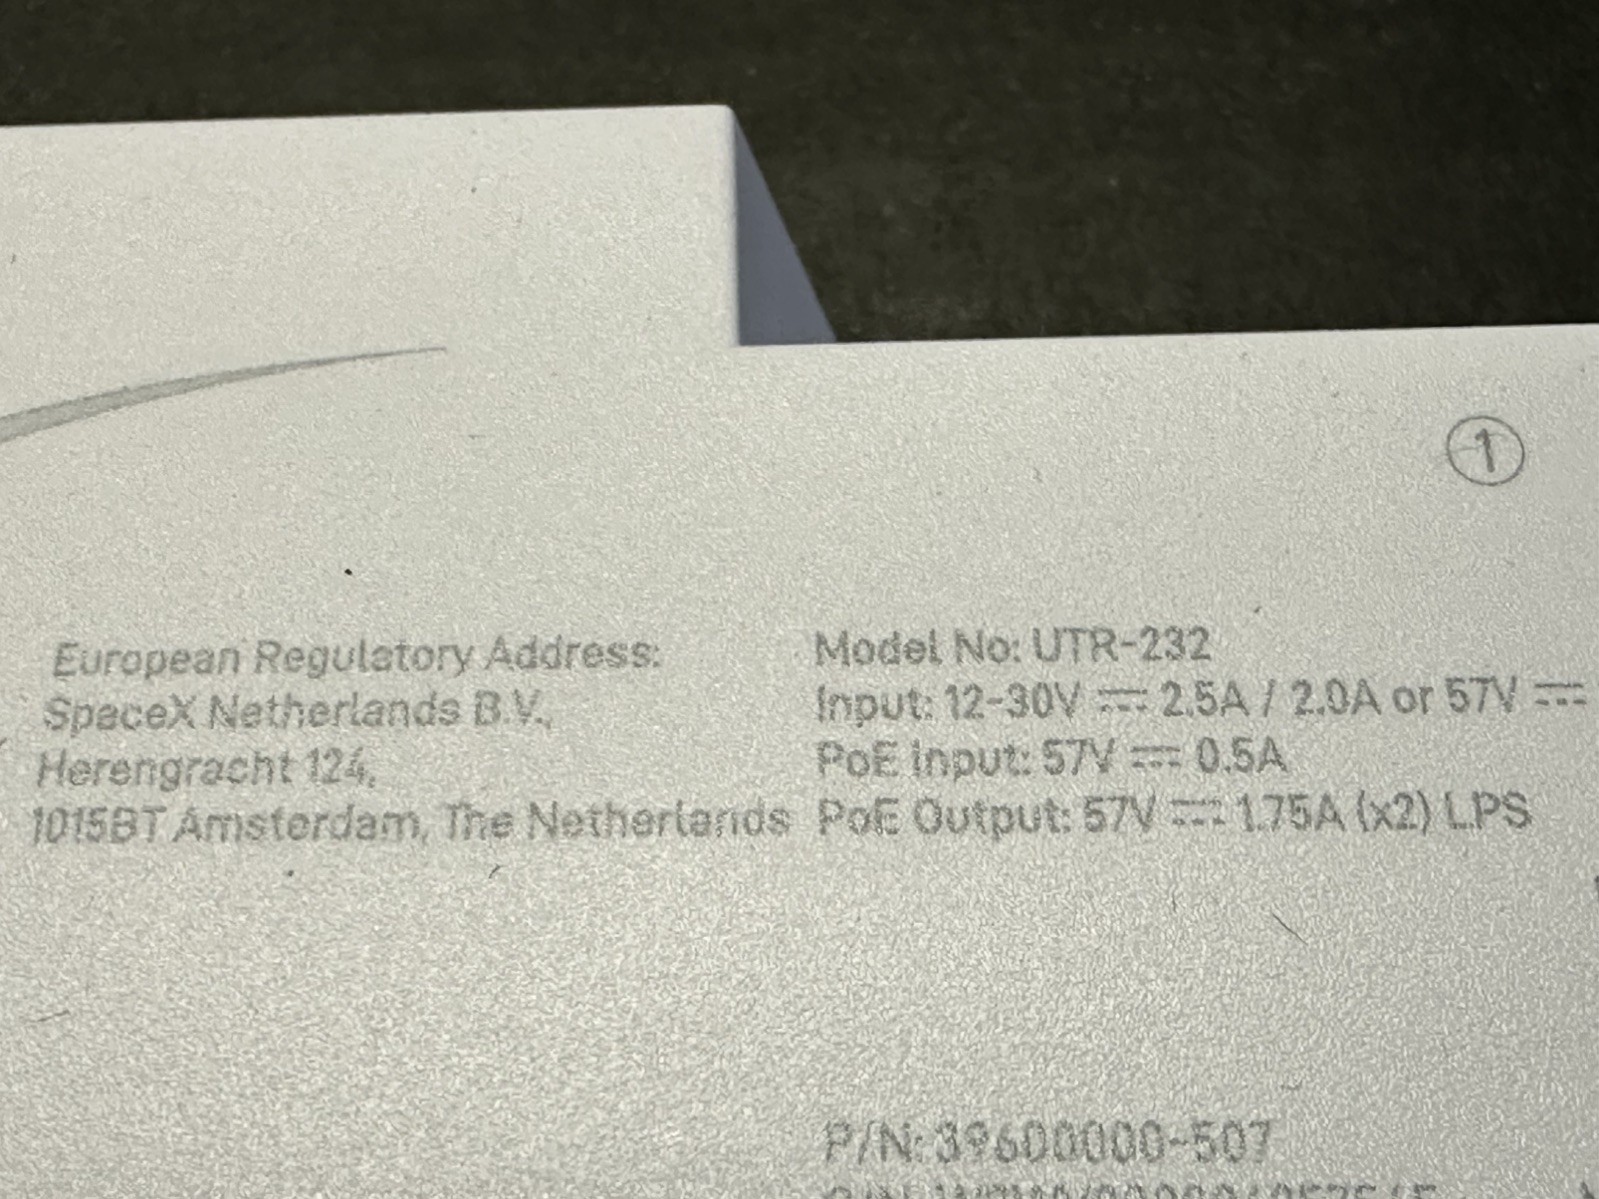 1
European Regulatory Address:
SpaceX Netherlands B.V.,
Herengracht 124,
1015BT Amsterdam, The Netherlands
Model No: UTR-232
Input: 12-30V ⎓ 2.5A / 2.0A or 57V ⎓
PoE Input: 57V ⎓ 0.5A
PoE Output: 57V ⎓ 1.75A (x2) LPS
P/N: 39600000-507